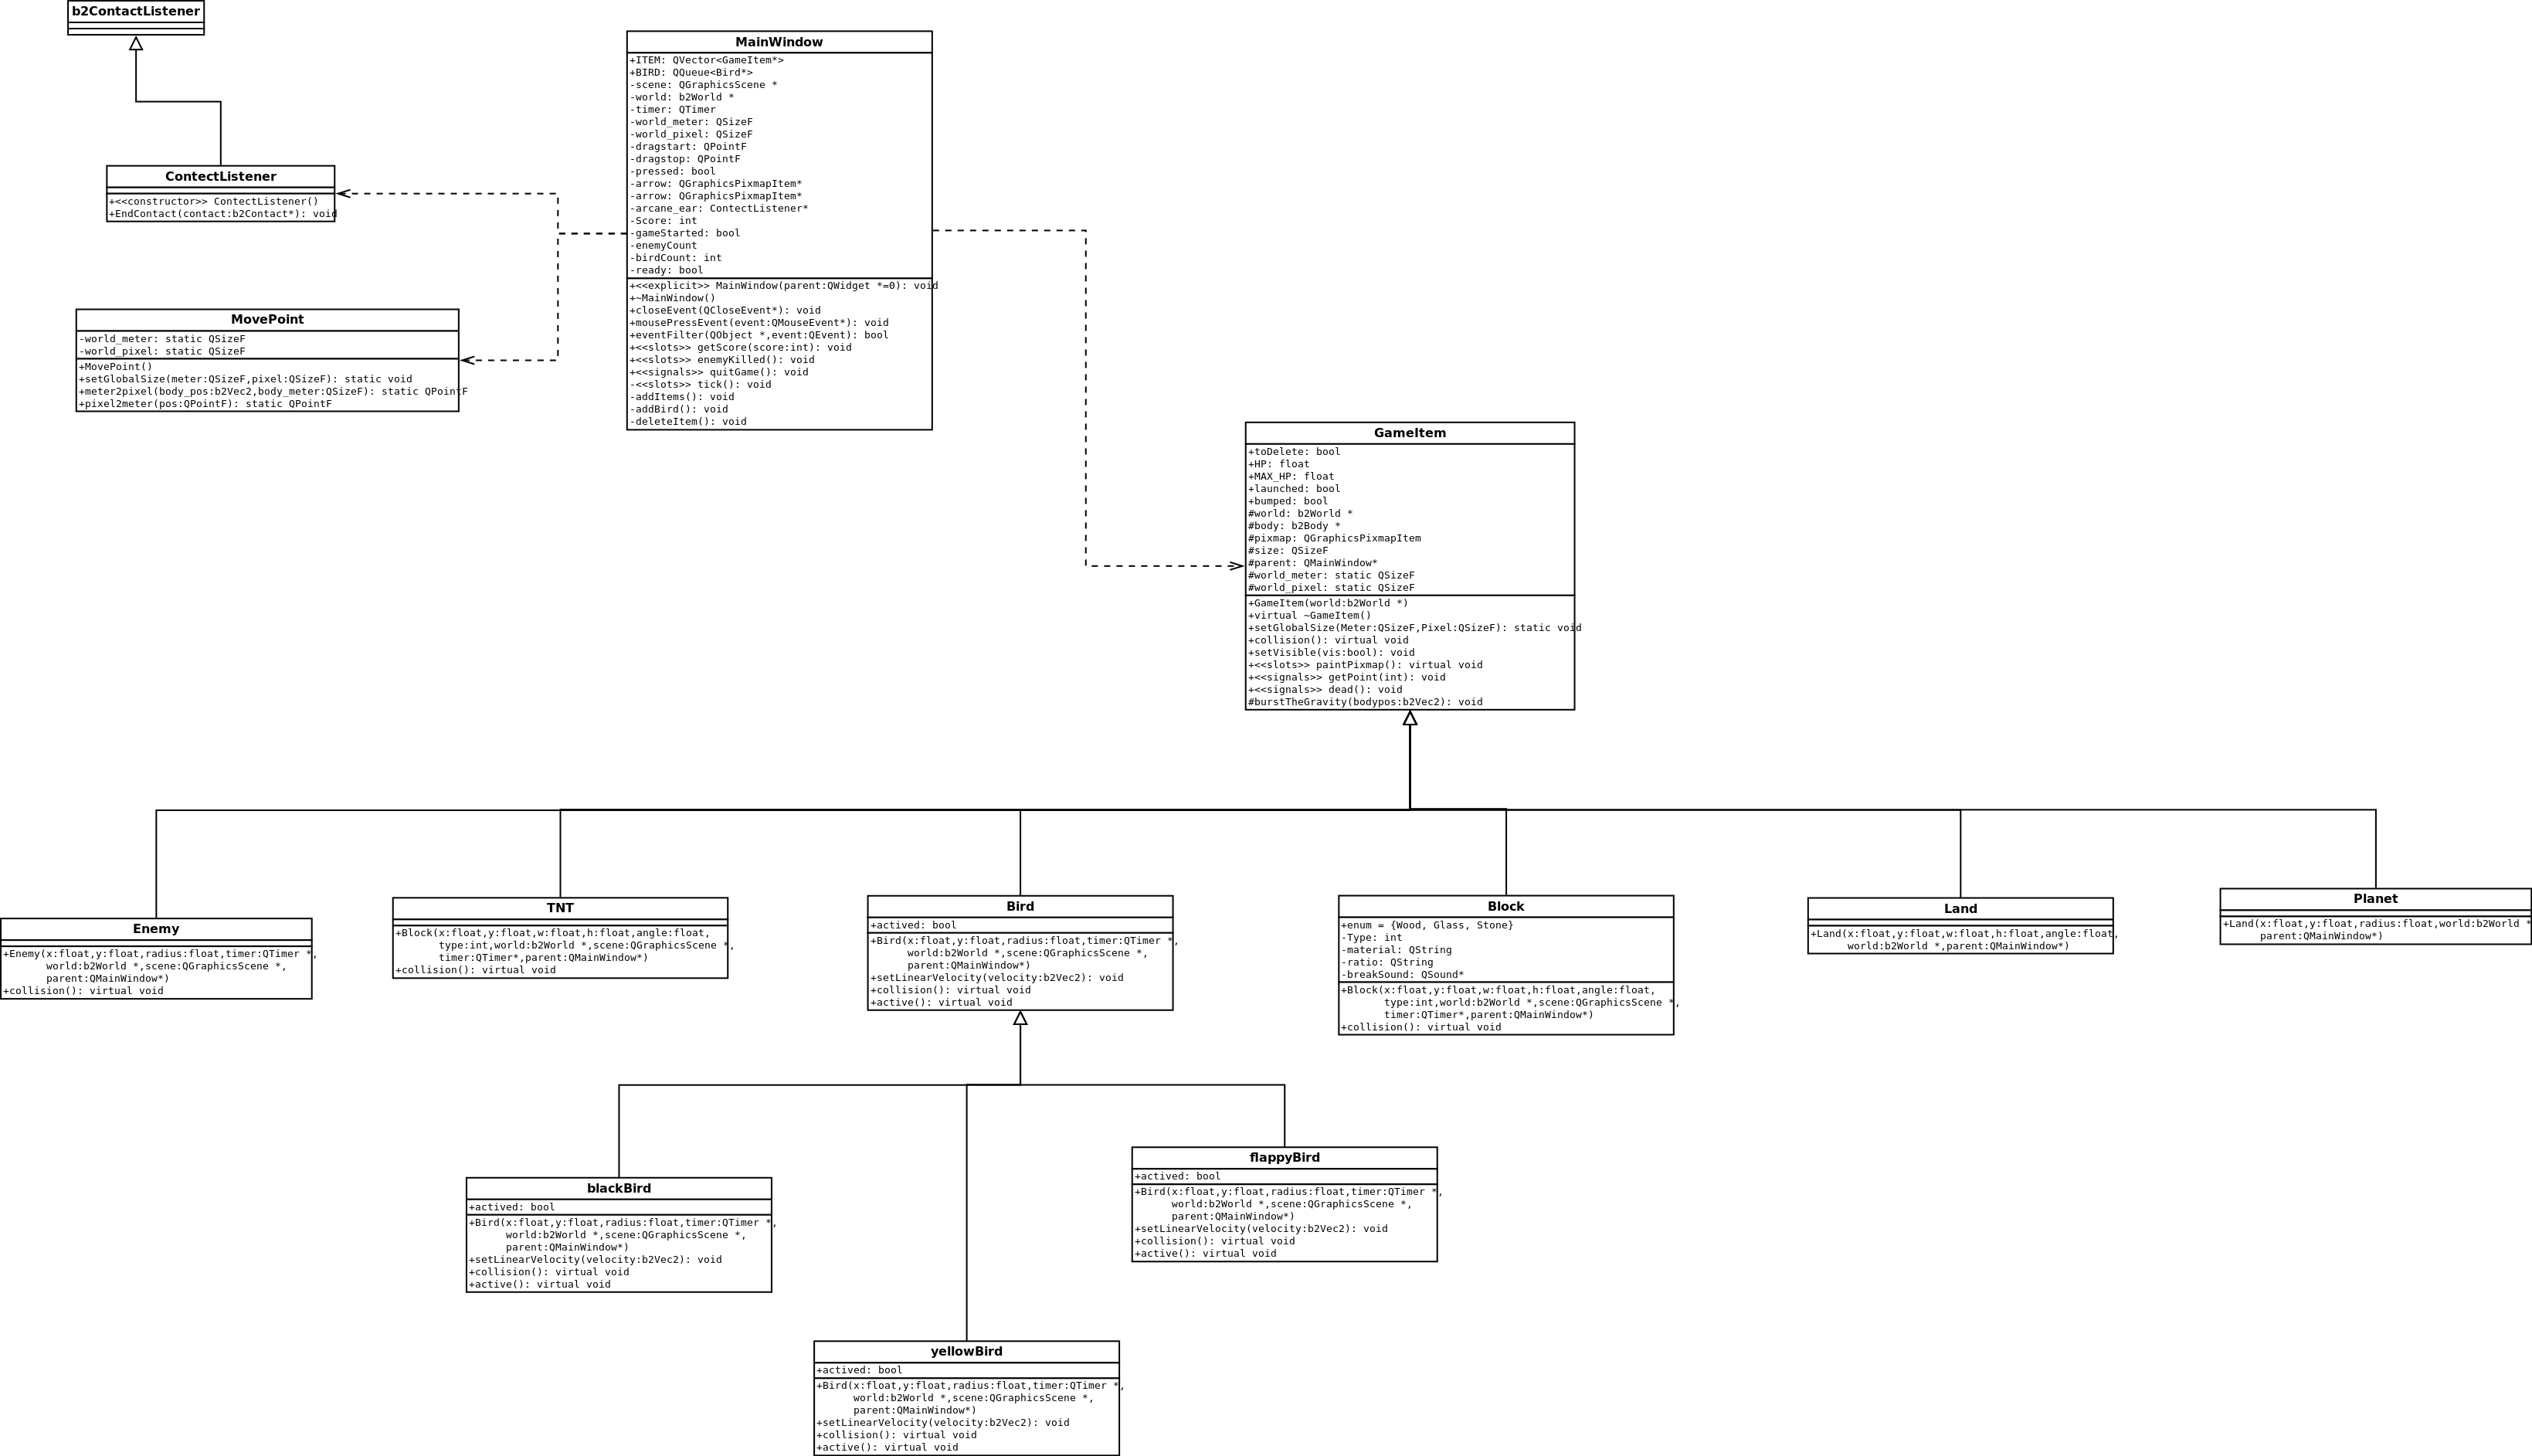 b2ContactListener
ContectListener
+<<constructor>> ContectListener()
+EndContact(contact:b2Contact*): void
MovePoint
-world_meter: static QSizeF
-world_pixel: static QSizeF
+MovePoint()
+setGlobalSize(meter:QSizeF,pixel:QSizeF): static void
+meter2pixel(body_pos:b2Vec2,body_meter:QSizeF): static QPointF
+pixel2meter(pos:QPointF): static QPointF
MainWindow
+ITEM: QVector<GameItem*>
+BIRD: QQueue<Bird*>
-scene: QGraphicsScene *
-world: b2World *
-timer: QTimer
-world_meter: QSizeF
-world_pixel: QSizeF
-dragstart: QPointF
-dragstop: QPointF
-pressed: bool
-arrow: QGraphicsPixmapItem*
-arrow: QGraphicsPixmapItem*
-arcane_ear: ContectListener*
-Score: int
-gameStarted: bool
-enemyCount
-birdCount: int
-ready: bool
+<<explicit>> MainWindow(parent:QWidget *=0): void
+~MainWindow()
+closeEvent(QCloseEvent*): void
+mousePressEvent(event:QMouseEvent*): void
+eventFilter(QObject *,event:QEvent): bool
+<<slots>> getScore(score:int): void
+<<slots>> enemyKilled(): void
+<<signals>> quitGame(): void
-<<slots>> tick(): void
-addItems(): void
-addBird(): void
-deleteItem(): void
GameItem
+toDelete: bool
+HP: float
+MAX_HP: float
+launched: bool
+bumped: bool
#world: b2World *
#body: b2Body *
#pixmap: QGraphicsPixmapItem
#size: QSizeF
#parent: QMainWindow*
#world_meter: static QSizeF
#world_pixel: static QSizeF
+GameItem(world:b2World *)
+virtual ~GameItem()
+setGlobalSize(Meter:QSizeF,Pixel:QSizeF): static void
+collision(): virtual void
+setVisible(vis:bool): void
+<<slots>> paintPixmap(): virtual void
+<<signals>> getPoint(int): void
+<<signals>> dead(): void
#burstTheGravity(bodypos:b2Vec2): void
Enemy
+Enemy(x:float,y:float,radius:float,timer:QTimer *,
world:b2World *,scene:QGraphicsScene *,
parent:QMainWindow*)
+collision(): virtual void
TNT
+Block(x:float,y:float,w:float,h:float,angle:float,
type:int,world:b2World *,scene:QGraphicsScene *,
timer:QTimer*,parent:QMainWindow*)
+collision(): virtual void
Bird
+actived: bool
+Bird(x:float,y:float,radius:float,timer:QTimer *,
world:b2World *,scene:QGraphicsScene *,
parent:QMainWindow*)
+setLinearVelocity(velocity:b2Vec2): void
+collision(): virtual void
+active(): virtual void
Block
+enum = {Wood, Glass, Stone}
-Type: int
-material: QString
-ratio: QString
-breakSound: QSound*
+Block(x:float,y:float,w:float,h:float,angle:float,
type:int,world:b2World *,scene:QGraphicsScene *,
timer:QTimer*,parent:QMainWindow*)
+collision(): virtual void
Land
+Land(x:float,y:float,w:float,h:float,angle:float,
world:b2World *,parent:QMainWindow*)
Planet
+Land(x:float,y:float,radius:float,world:b2World *
parent:QMainWindow*)
blackBird
+actived: bool
+Bird(x:float,y:float,radius:float,timer:QTimer *,
world:b2World *,scene:QGraphicsScene *,
parent:QMainWindow*)
+setLinearVelocity(velocity:b2Vec2): void
+collision(): virtual void
+active(): virtual void
flappyBird
+actived: bool
+Bird(x:float,y:float,radius:float,timer:QTimer *,
world:b2World *,scene:QGraphicsScene *,
parent:QMainWindow*)
+setLinearVelocity(velocity:b2Vec2): void
+collision(): virtual void
+active(): virtual void
yellowBird
+actived: bool
+Bird(x:float,y:float,radius:float,timer:QTimer *,
world:b2World *,scene:QGraphicsScene *,
parent:QMainWindow*)
+setLinearVelocity(velocity:b2Vec2): void
+collision(): virtual void
+active(): virtual void